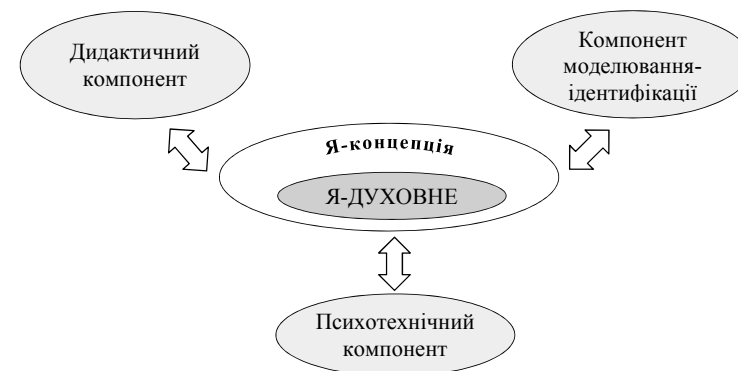 Дидактичний
компонент
Компонент
моделювання-
ідентифікації
Я-концепція
Я-ДУХОВНЕ
Психотехнічний
компонент